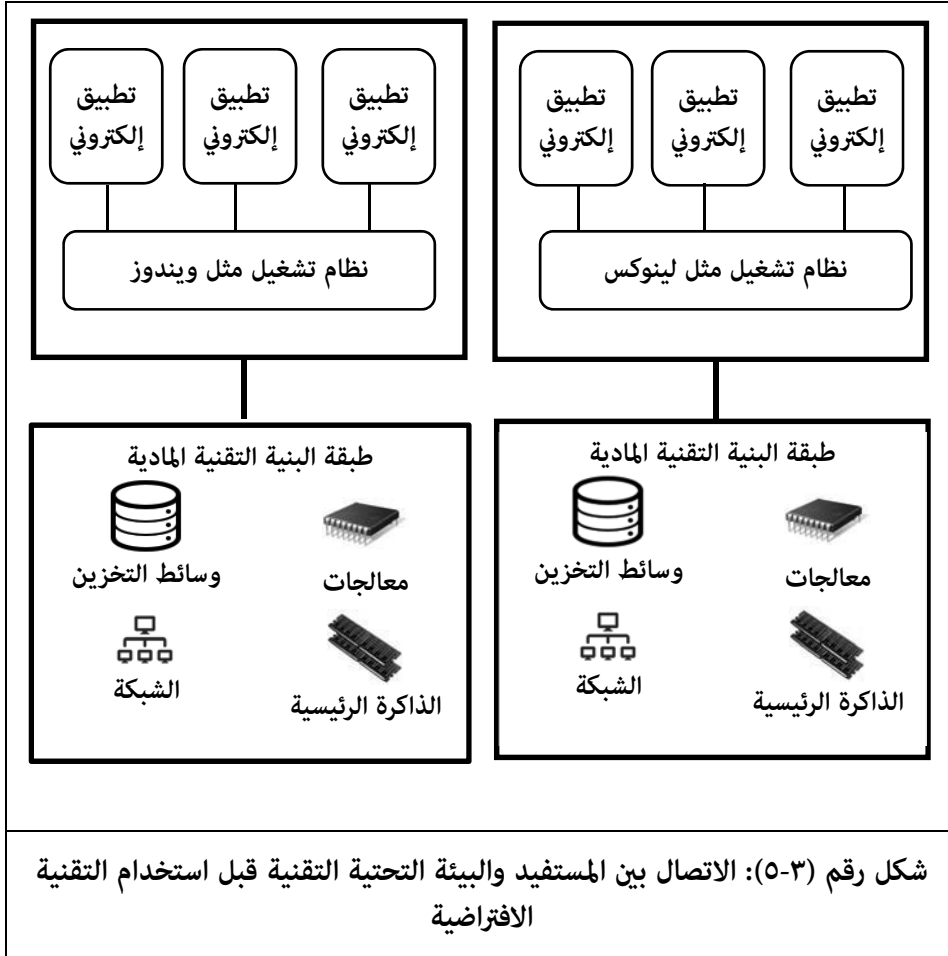 تطبيق إلكتروني
تطبيق إلكتروني
تطبيق إلكتروني
نظام تشغيل مثل لينوكس
تطبيق إلكتروني
تطبيق إلكتروني
تطبيق إلكتروني
نظام تشغيل مثل ويندوز
طبقة البنية التقنية المادية
معالجات
وسائط التخزين
الذاكرة الرئيسية
الشبكة
طبقة البنية التقنية المادية
معالجات
وسائط التخزين
الذاكرة الرئيسية
الشبكة
شكل رقم (٣-٥): الاتصال بين المستفيد والبيئة التحتية التقنية قبل استخدام التقنية
الافتراضية